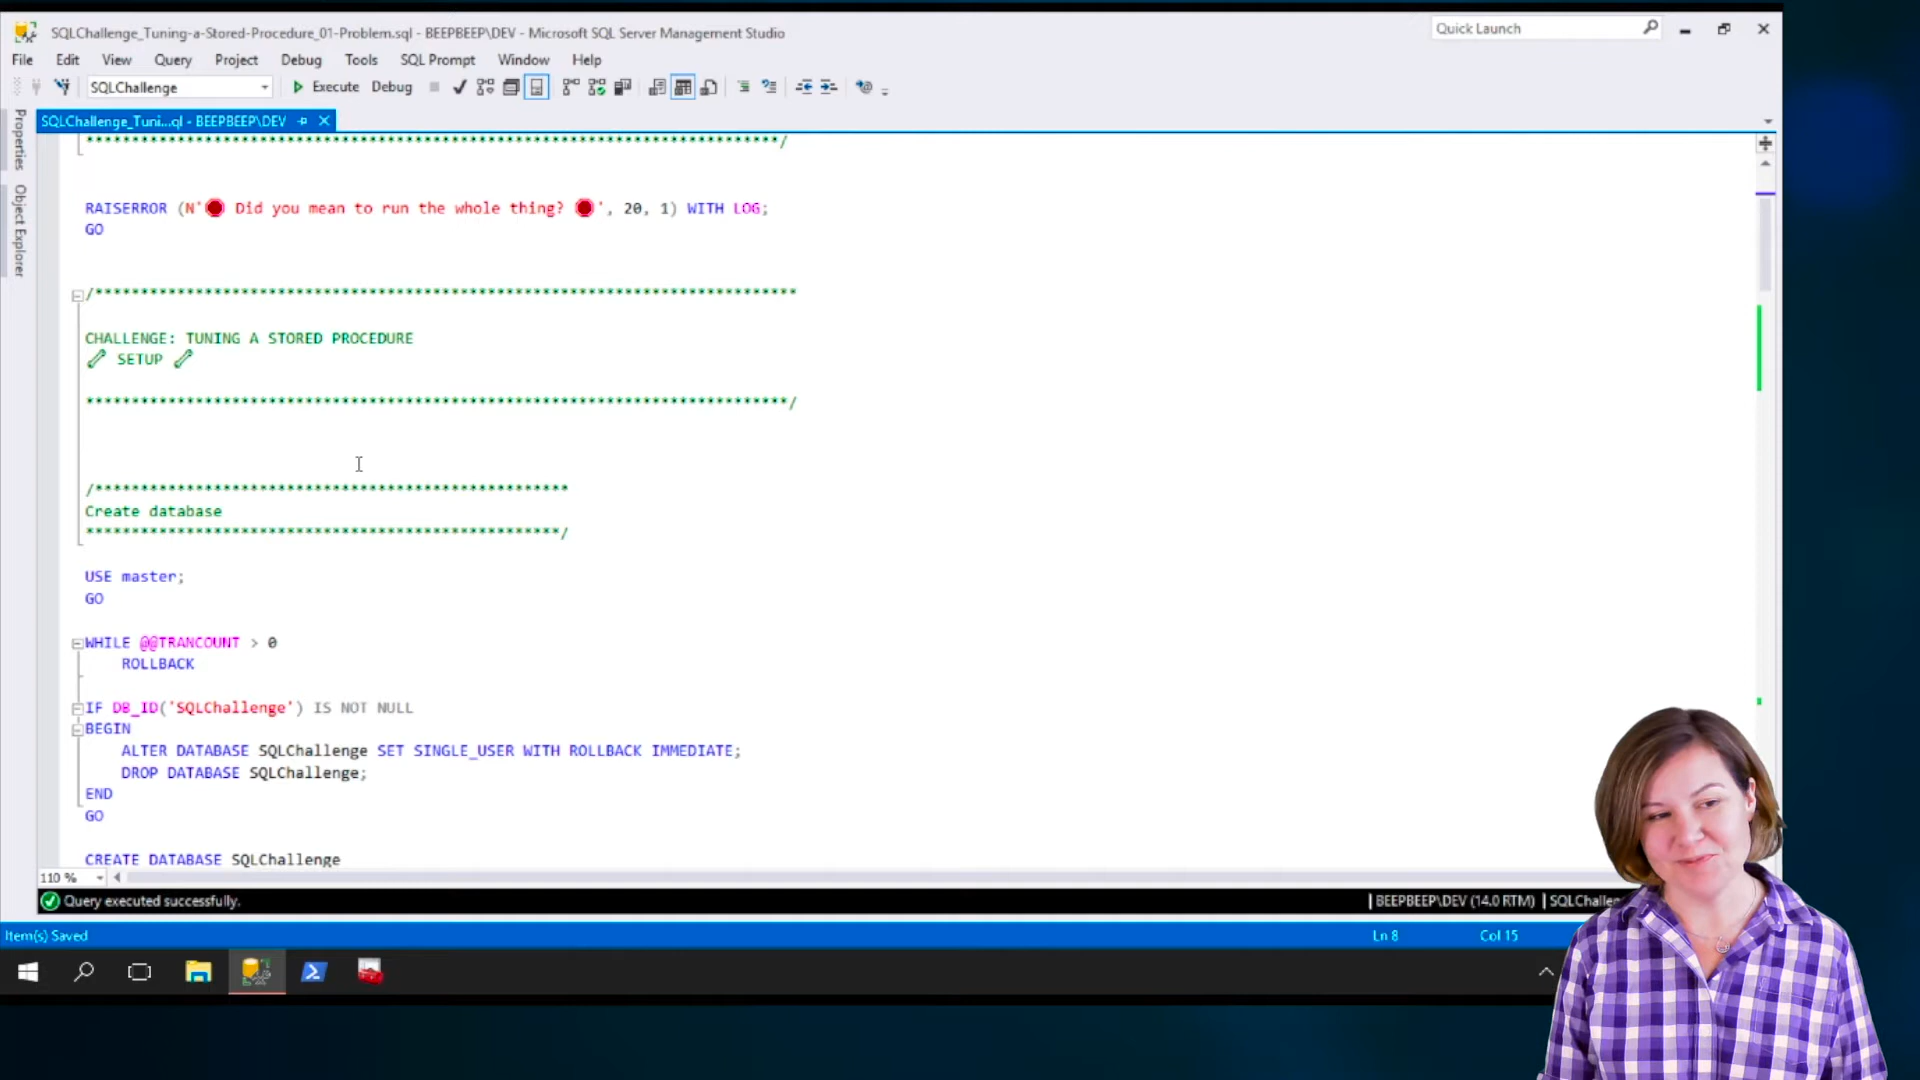 SQLChallenge_Tuning-a-Stored-Procedure_01-Problem.sql - BEEPBEEP\DEV - Microsoft SQL Server Management Studio
Quick Launch
File Edit View Query Project Debug Tools SQL Prompt Window Help
SQLChallenge Execute Debug
SQLChallenge_Tuni...ql - BEEPBEEP\DEV
Properties
Object Explorer
RAISERROR (N'🛑 Did you mean to run the whole thing? 🛑', 20, 1) WITH LOG;
GO
CHALLENGE: TUNING A STORED PROCEDURE
SETUP
Create database
USE master;
GO
WHILE @@TRANCOUNT > 0
ROLLBACK
IF DB_ID('SQLChallenge') IS NOT NULL
BEGIN
ALTER DATABASE SQLChallenge SET SINGLE_USER WITH ROLLBACK IMMEDIATE;
DROP DATABASE SQLChallenge;
END
GO
CREATE DATABASE SQLChallenge
110 %
Query executed successfully.
BEEPBEEP\DEV (14.0 RTM)
Item(s) Saved
Ln 8 Col 15